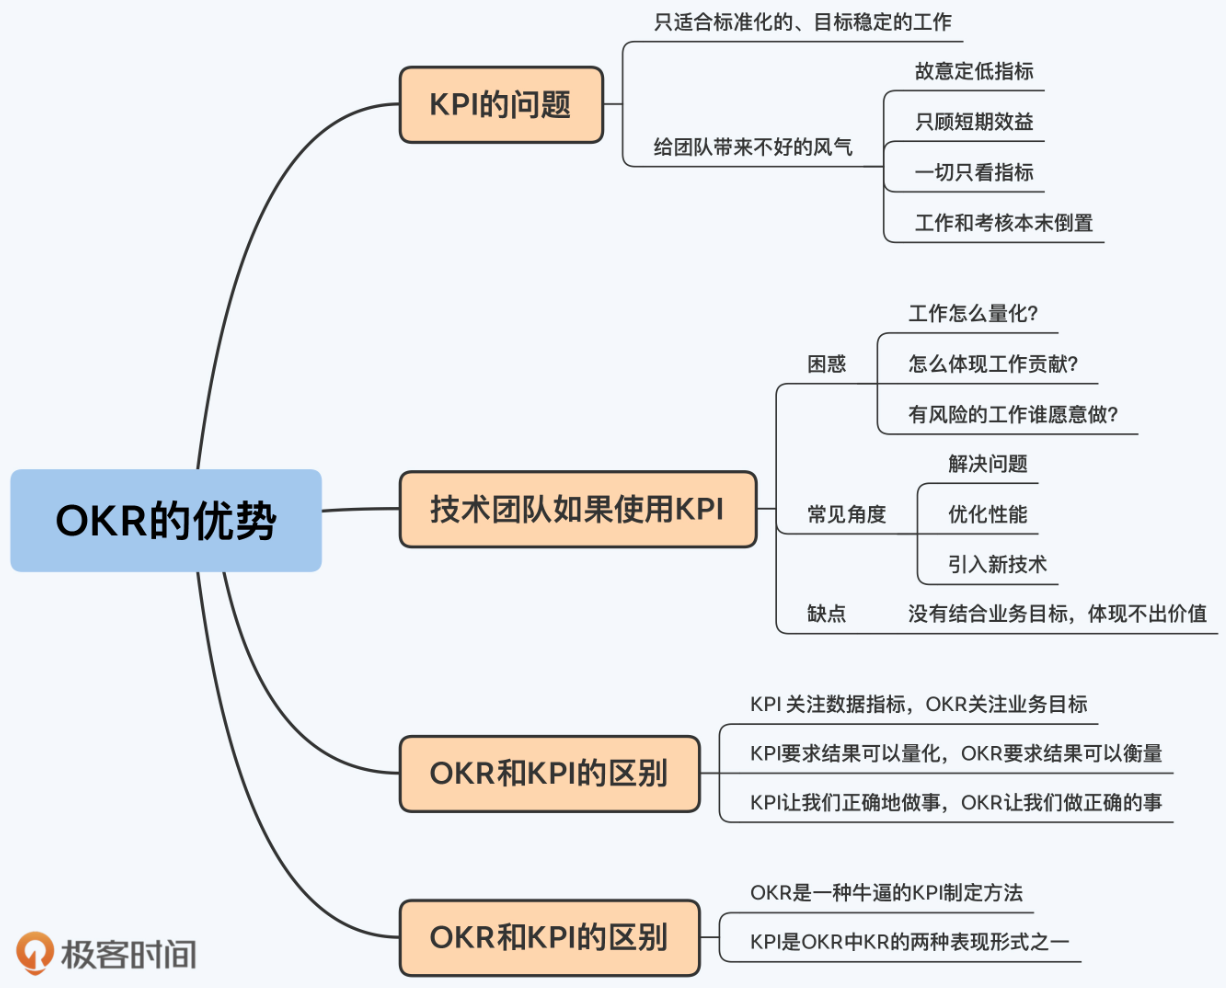 OKR的优势
KPI的问题
只适合标准化的、目标稳定的工作
给团队带来不好的风气
故意定低指标
只顾短期效益
一切只看指标
工作和考核本末倒置
技术团队如果使用KPI
困惑
工作怎么量化?
怎么体现工作贡献?
有风险的工作谁愿意做?
常见角度
解决问题
优化性能
引入新技术
缺点
没有结合业务目标，体现不出价值
OKR和KPI的区别
KPI 关注数据指标，OKR关注业务目标
KPI要求结果可以量化，OKR要求结果可以衡量
KPI让我们正确地做事，OKR让我们做正确的事
OKR和KPI的区别
OKR是一种牛逼的KPI制定方法
KPI是OKR中KR的两种表现形式之一
极客时间